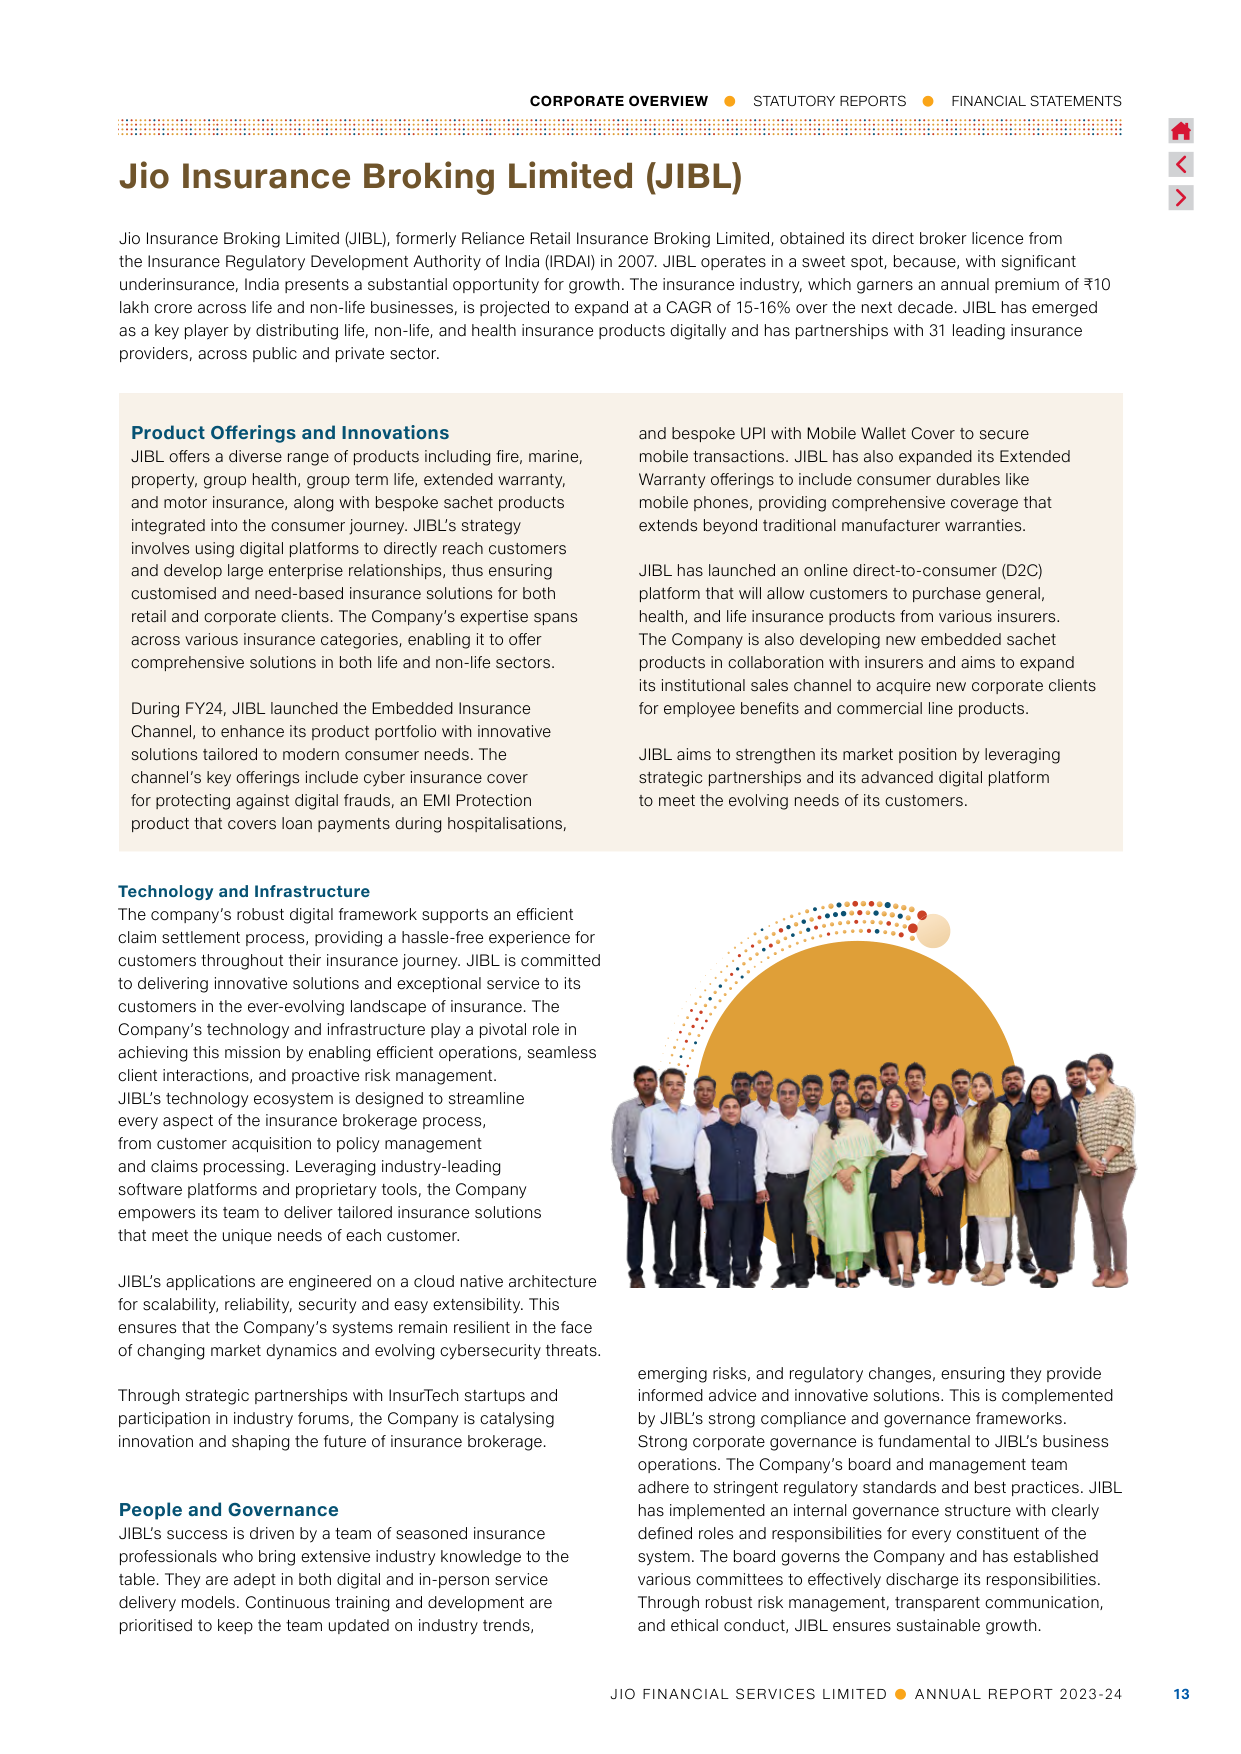 CORPORATE OVERVIEW ● STATUTORY REPORTS ● FINANCIAL STATEMENTS
Jio Insurance Broking Limited (JIBL)
Jio Insurance Broking Limited (JIBL), formerly Reliance Retail Insurance Broking Limited, obtained its direct broker licence from
the Insurance Regulatory Development Authority of India (IRDAI) in 2007. JIBL operates in a sweet spot, because, with significant
underinsurance, India presents a substantial opportunity for growth. The insurance industry, which garners an annual premium of ₹10
lakh crore across life and non-life businesses, is projected to expand at a CAGR of 15-16% over the next decade. JIBL has emerged
as a key player by distributing life, non-life, and health insurance products digitally and has partnerships with 31 leading insurance
providers, across public and private sector.
Product Offerings and Innovations
JIBL offers a diverse range of products including fire, marine,
property, group health, group term life, extended warranty,
and motor insurance, along with bespoke sachet products
integrated into the consumer journey. JIBL’s strategy
involves using digital platforms to directly reach customers
and develop large enterprise relationships, thus ensuring
customised and need-based insurance solutions for both
retail and corporate clients. The Company’s expertise spans
across various insurance categories, enabling it to offer
comprehensive solutions in both life and non-life sectors.
During FY24, JIBL launched the Embedded Insurance
Channel, to enhance its product portfolio with innovative
solutions tailored to modern consumer needs. The
channel’s key offerings include cyber insurance cover
for protecting against digital frauds, an EMI Protection
product that covers loan payments during hospitalisations,
and bespoke UPI with Mobile Wallet Cover to secure
mobile transactions. JIBL has also expanded its Extended
Warranty offerings to include consumer durables like
mobile phones, providing comprehensive coverage that
extends beyond traditional manufacturer warranties.
JIBL has launched an online direct-to-consumer (D2C)
platform that will allow customers to purchase general,
health, and life insurance products from various insurers.
The Company is also developing new embedded sachet
products in collaboration with insurers and aims to expand
its institutional sales channel to acquire new corporate clients
for employee benefits and commercial line products.
JIBL aims to strengthen its market position by leveraging
strategic partnerships and its advanced digital platform
to meet the evolving needs of its customers.
Technology and Infrastructure
The company’s robust digital framework supports an efficient
claim settlement process, providing a hassle-free experience for
customers throughout their insurance journey. JIBL is committed
to delivering innovative solutions and exceptional service to its
customers in the ever-evolving landscape of insurance. The
Company’s technology and infrastructure play a pivotal role in
achieving this mission by enabling efficient operations, seamless
client interactions, and proactive risk management.
JIBL’s technology ecosystem is designed to streamline
every aspect of the insurance brokerage process,
from customer acquisition to policy management
and claims processing. Leveraging industry-leading
software platforms and proprietary tools, the Company
empowers its team to deliver tailored insurance solutions
that meet the unique needs of each customer.
JIBL’s applications are engineered on a cloud native architecture
for scalability, reliability, security and easy extensibility. This
ensures that the Company’s systems remain resilient in the face
of changing market dynamics and evolving cybersecurity threats.
Through strategic partnerships with InsurTech startups and
participation in industry forums, the Company is catalysing
innovation and shaping the future of insurance brokerage.
People and Governance
JIBL’s success is driven by a team of seasoned insurance
professionals who bring extensive industry knowledge to the
table. They are adept in both digital and in-person service
delivery models. Continuous training and development are
prioritised to keep the team updated on industry trends,
emerging risks, and regulatory changes, ensuring they provide
informed advice and innovative solutions. This is complemented
by JIBL’s strong compliance and governance frameworks.
Strong corporate governance is fundamental to JIBL’s business
operations. The Company’s board and management team
adhere to stringent regulatory standards and best practices. JIBL
has implemented an internal governance structure with clearly
defined roles and responsibilities for every constituent of the
system. The board governs the Company and has established
various committees to effectively discharge its responsibilities.
Through robust risk management, transparent communication,
and ethical conduct, JIBL ensures sustainable growth.
JIO FINANCIAL SERVICES LIMITED ● ANNUAL REPORT 2023-24 13